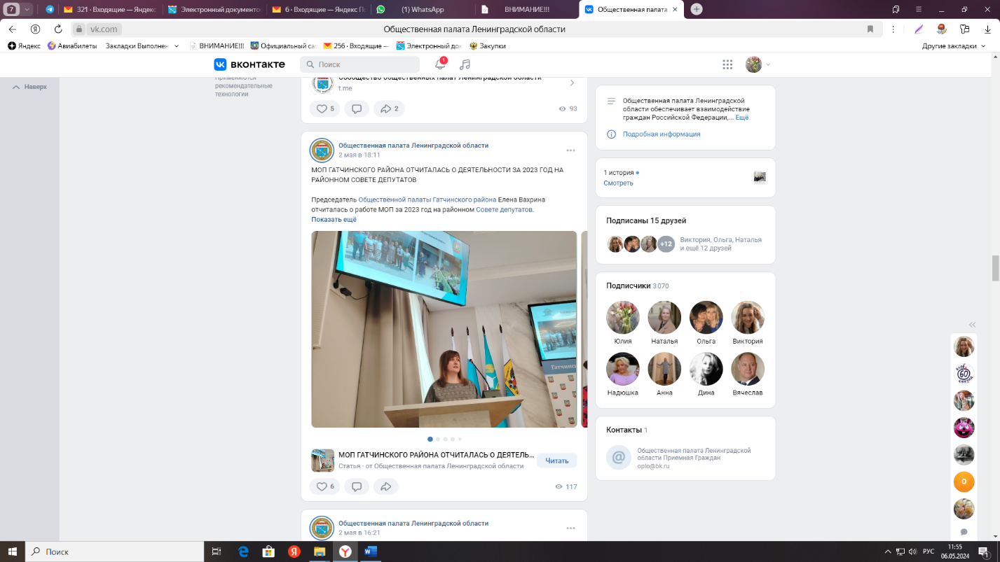 7
321 · Входящие — Яндекс
Электронный документоо
6 · Входящие — Яндекс П
(1) WhatsApp
ВНИМАНИЕ!!!
Общественная палата
vk.com
Общественная палата Ленинградской области
Яндекс
Авиабилеты
Закладки Выполнен
ВНИМАНИЕ!!!
Официальный са
256 · Входящие —
Электронный док
Закупки
Другие закладки
вконтакте
Поиск
1
Наверх
Применяются
рекомендательные
технологии
Сообщество общественных палат Ленинградской области
t.me
5
2
93
Общественная палата Ленинградской области
2 мая в 18:11
МОП ГАТЧИНСКОГО РАЙОНА ОТЧИТАЛАСЬ О ДЕЯТЕЛЬНОСТИ ЗА 2023 ГОД НА
РАЙОННОМ СОВЕТЕ ДЕПУТАТОВ
Председатель Общественной палаты Гатчинского района Елена Вахрина
отчиталась о работе МОП за 2023 год на районном Совете депутатов.
Показать ещё
Гатчинс
МОП ГАТЧИНСКОГО РАЙОНА ОТЧИТАЛАСЬ О ДЕЯТЕЛЬ...
Статья · от Общественная палата Ленинградской области
Читать
6
117
Общественная палата Ленинградской области
2 мая в 16:21
Общественная палата Ленинградской
области обеспечивает взаимодействие
граждан Российской Федерации,... Ещё
Подробная информация
1 история
Смотреть
Подписаны 15 друзей
+12
Виктория, Ольга, Наталья
и ещё 12 друзей
Подписчики 3 070
Юлия
Наталья
Ольга
Виктория
Надюшка
Анна
Дина
Вячеслав
Контакты 1
Общественная палата Ленинградской
области Приемная Граждан
oplo@bk.ru
60
О
Поиск
РУС
11:55
06.05.2024
1